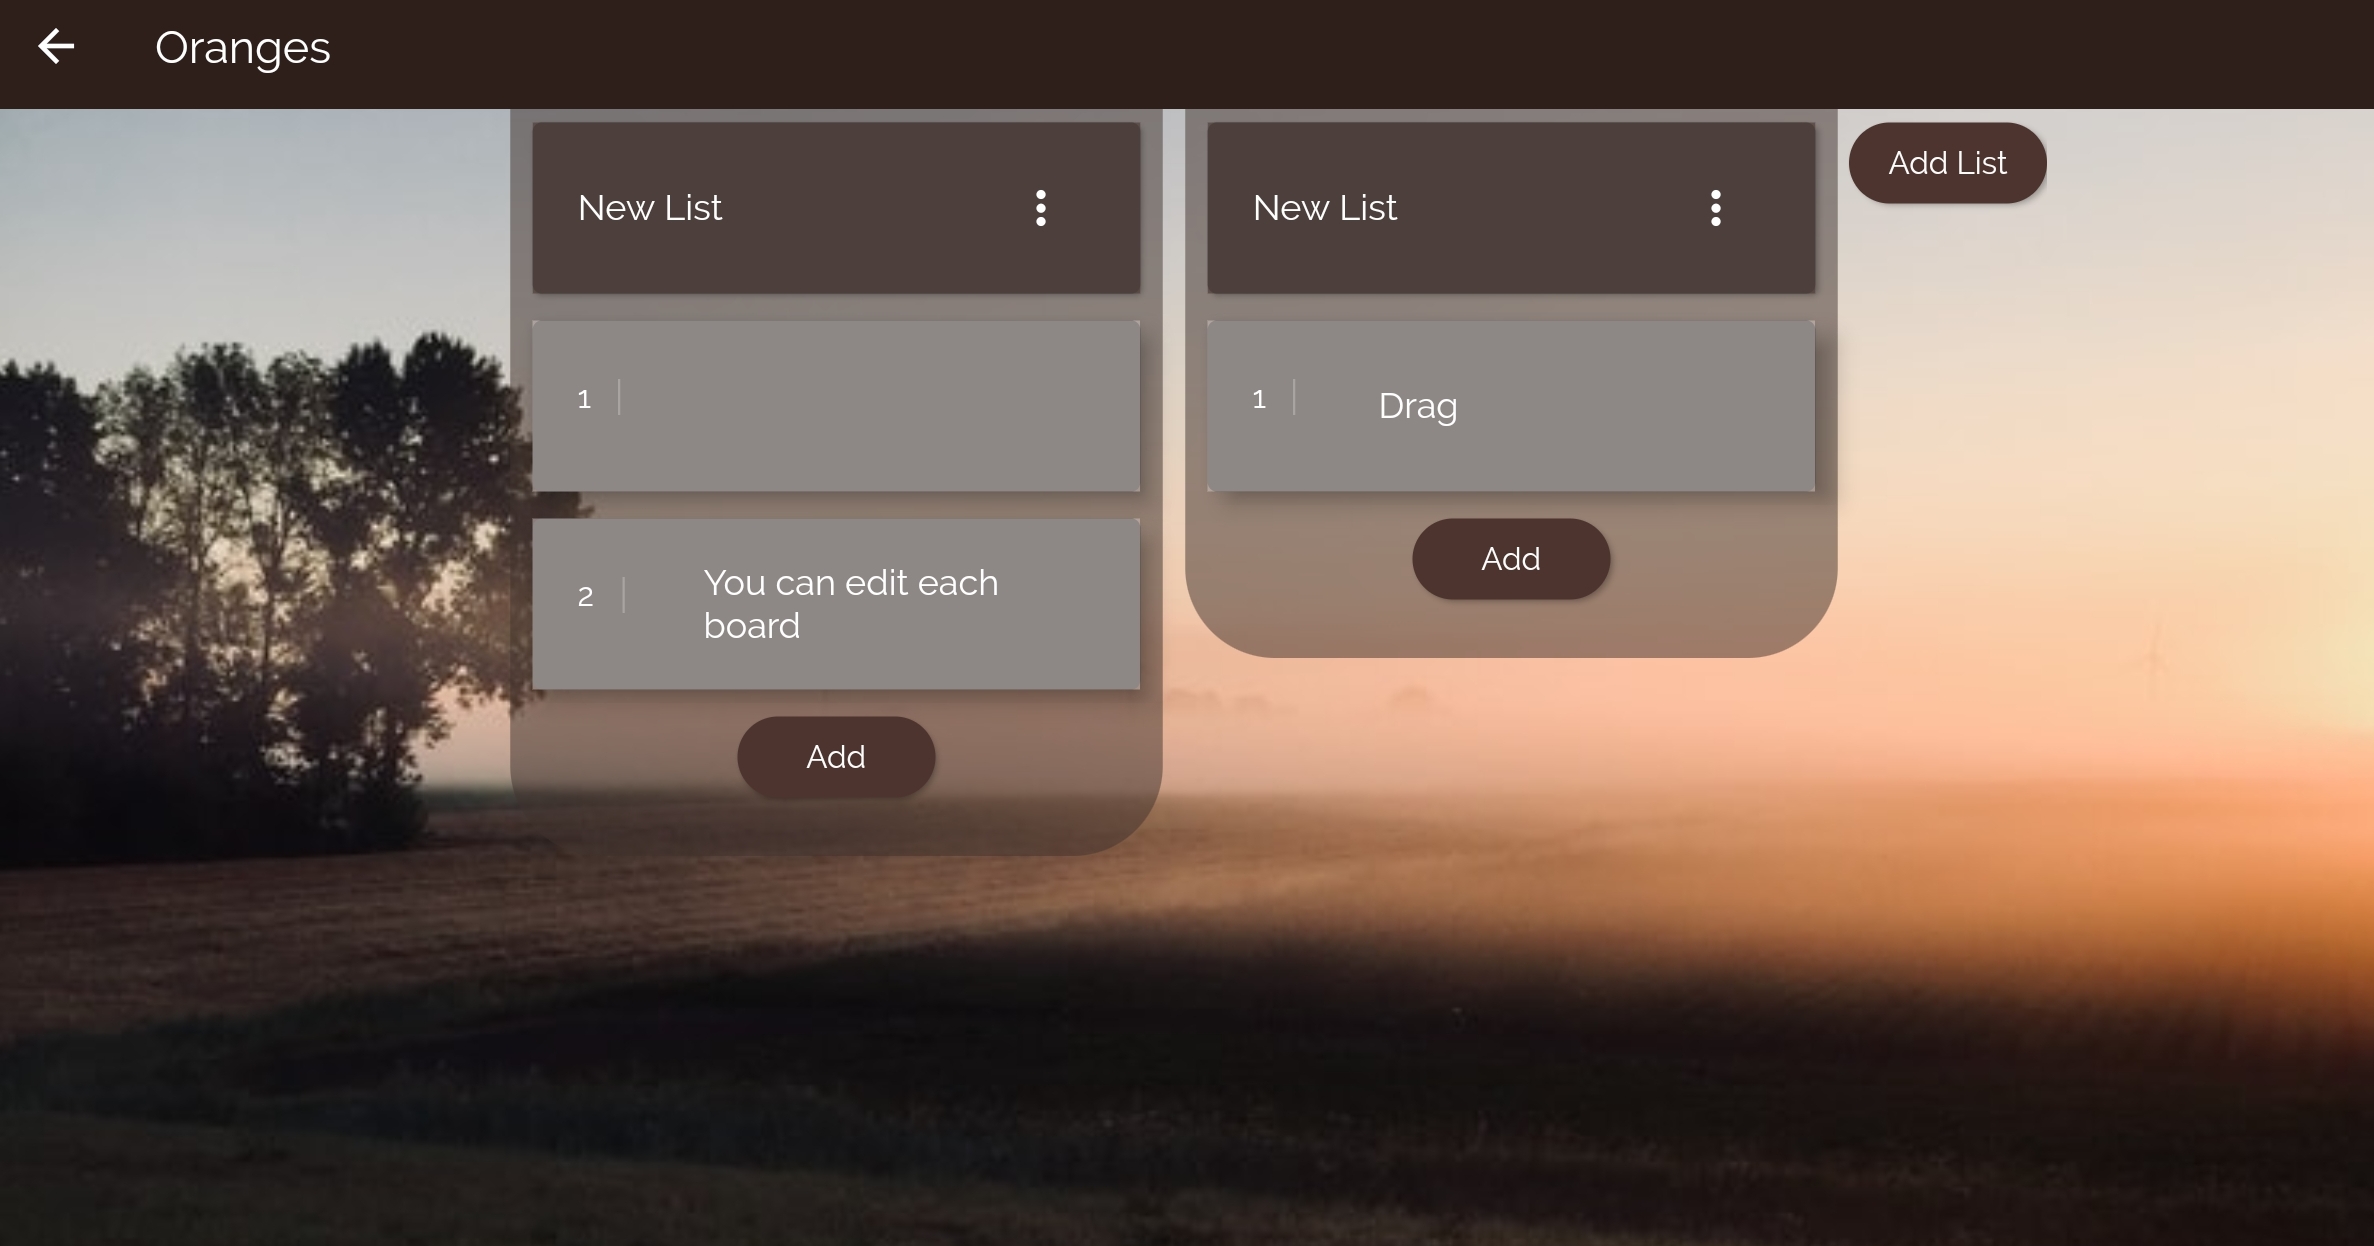 Oranges
New List
1
2
You can edit each
board
Add
New List
1
Drag
Add
Add List